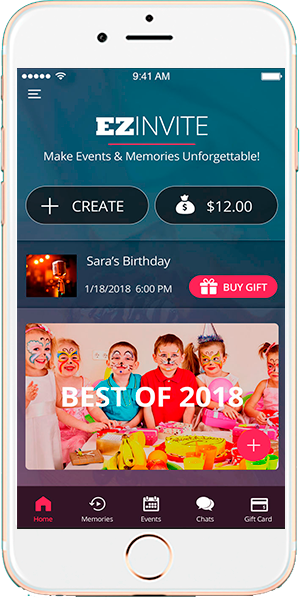 9:41 AM
EZINVITE
Make Events & Memories Unforgettable!
CREATE
$12.00
Sara's Birthday
1/18/2018 6:00 PM
BUY GIFT
BEST OF 2018
Home
Memories
Events
Chats
Gift Card